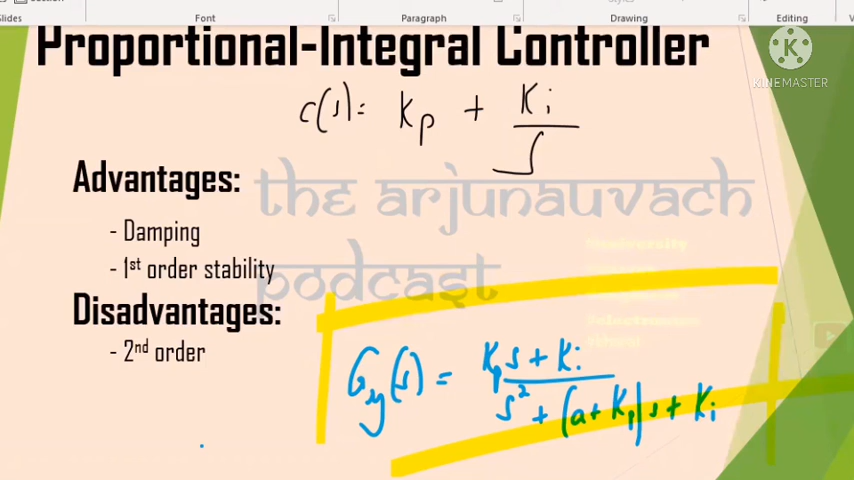 Slides
Font
Paragraph
Drawing
Editing
Proportional-Integral Controller
K
KINEMASTER
c(s)= Kp + Ki/s
Advantages:
- Damping
- 1st order stability
the arjunauvach
podcast
Disadvantages:
- 2nd order
Gy(s) = Kps + Ki / s² + (a+Kp)s + Ki